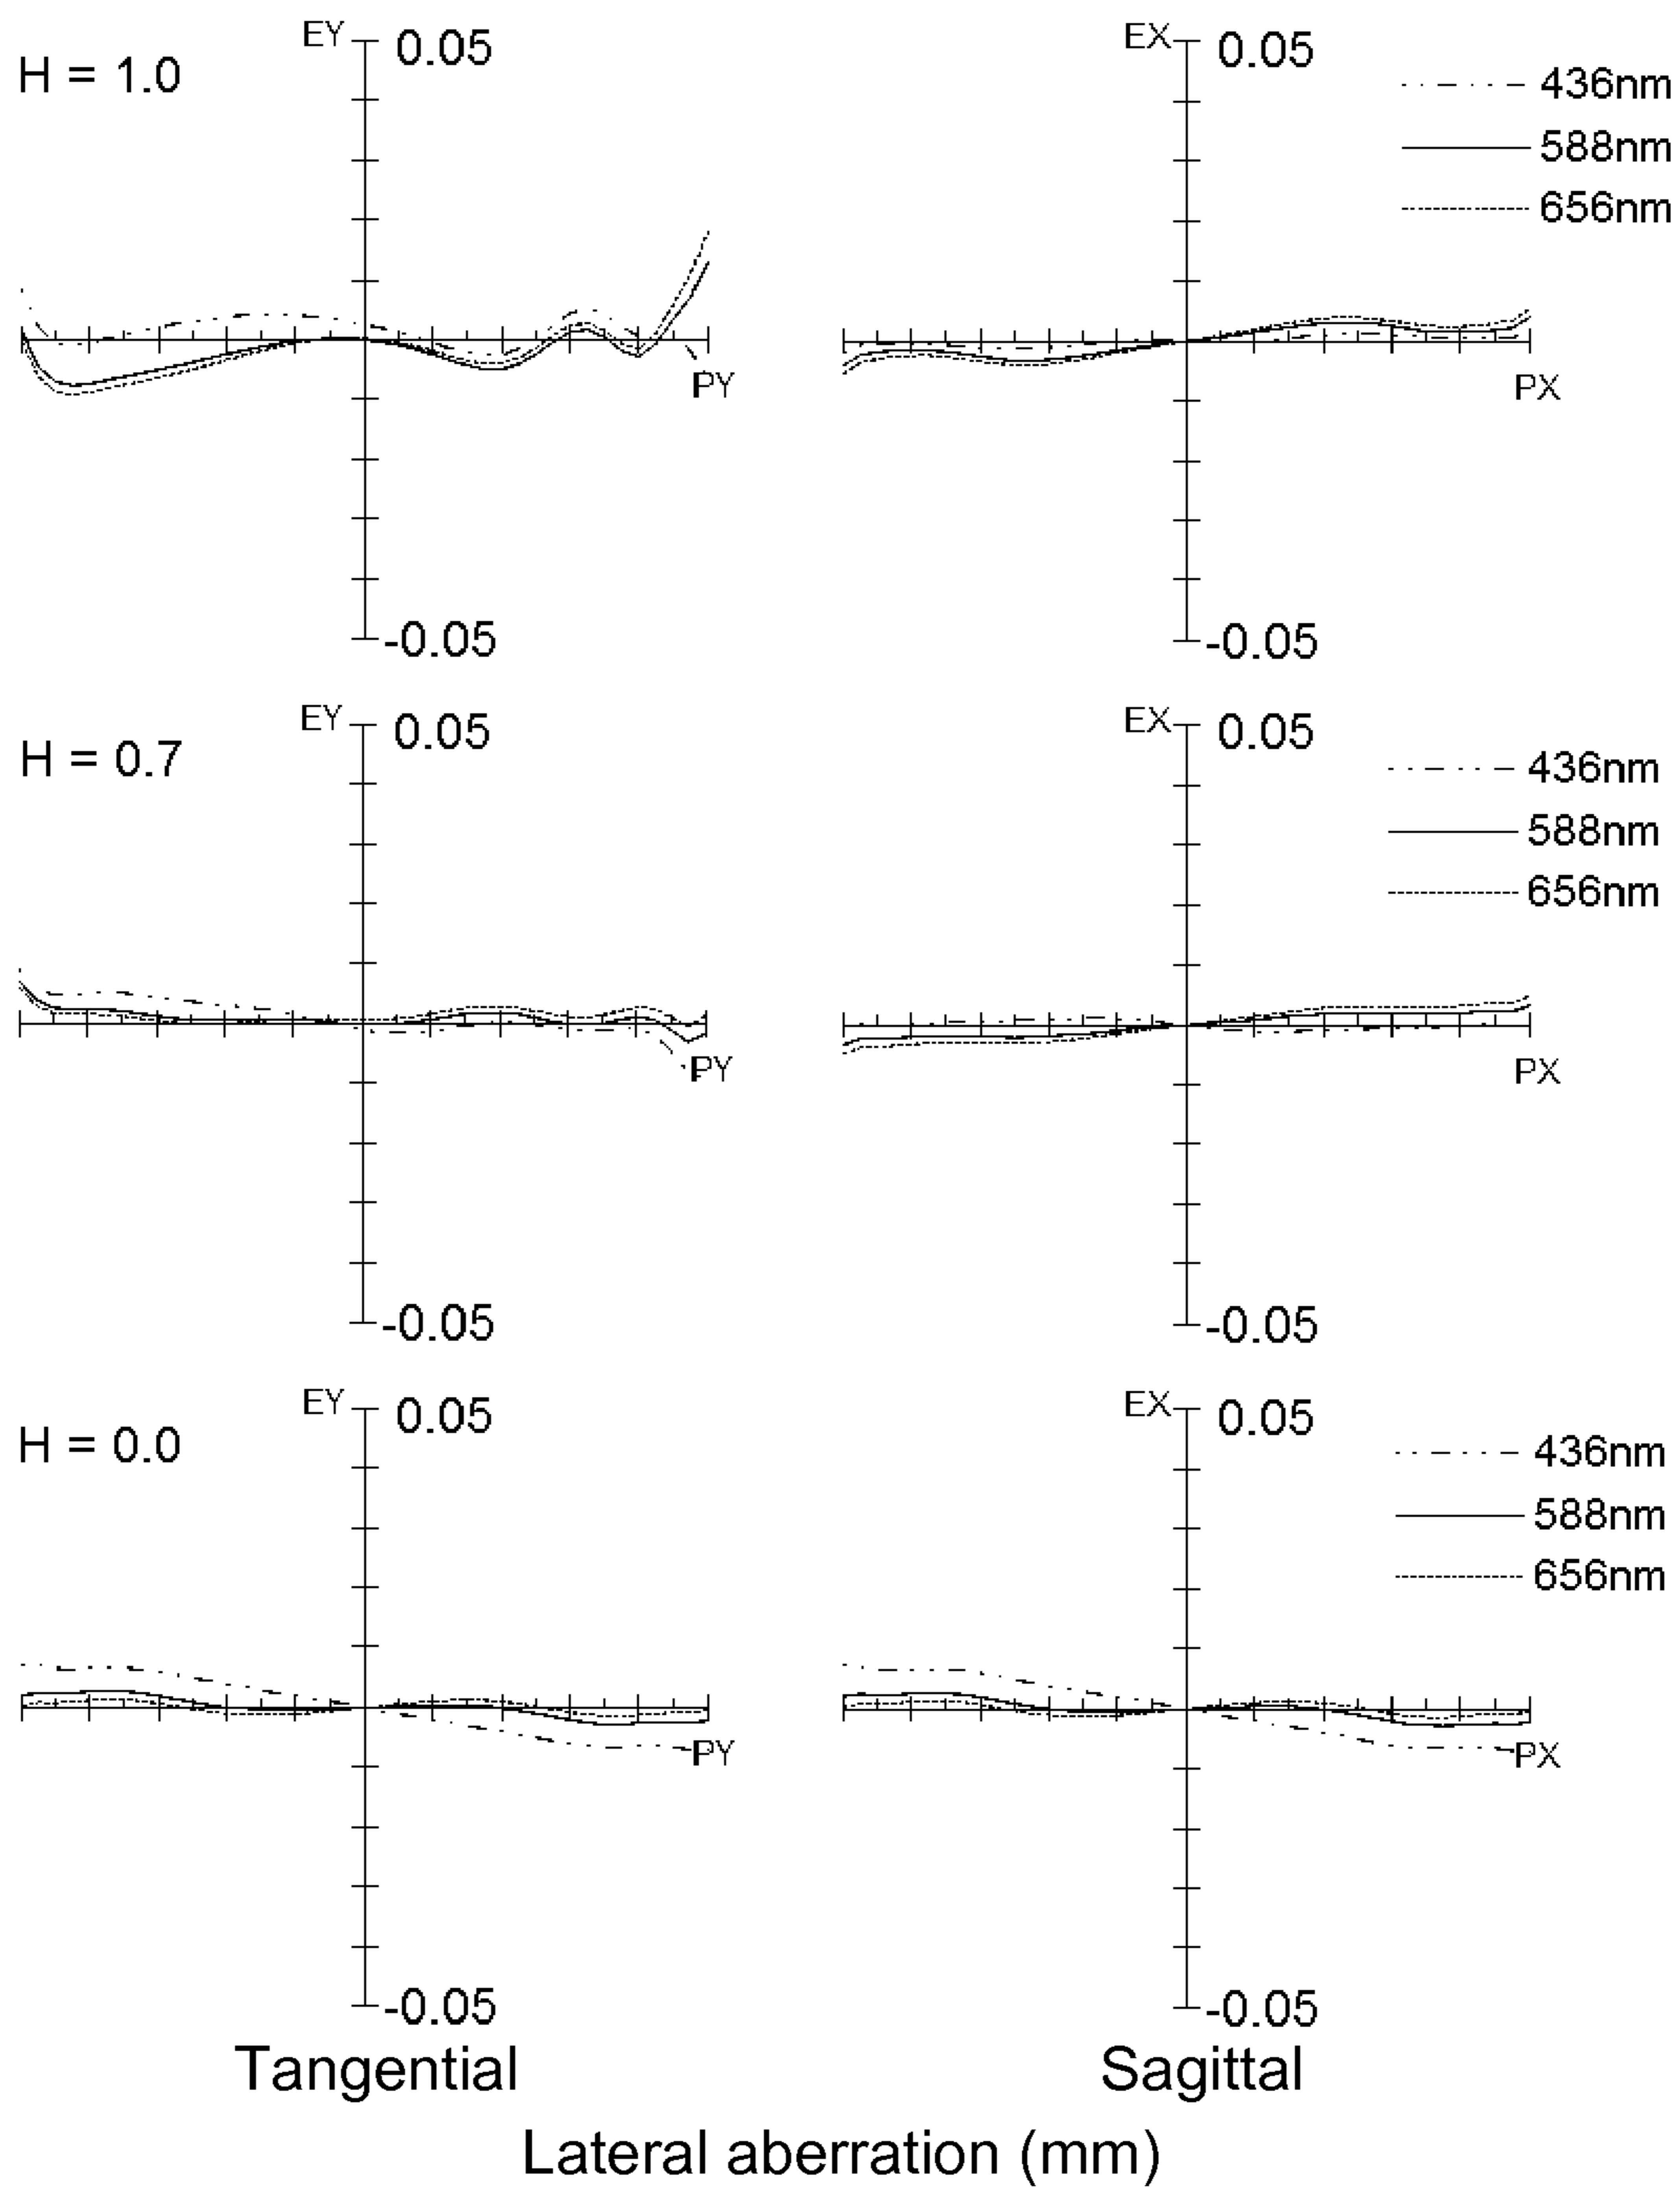 EY 0.05 EX 0.05
H = 1.0
436nm
588nm
656nm
PY PX
-0.05 -0.05
EY 0.05 EX 0.05
H = 0.7
436nm
588nm
656nm
PY PX
-0.05 -0.05
EY 0.05 EX 0.05
H = 0.0
436nm
588nm
656nm
PY PX
-0.05 -0.05
Tangential Sagittal
Lateral aberration (mm)